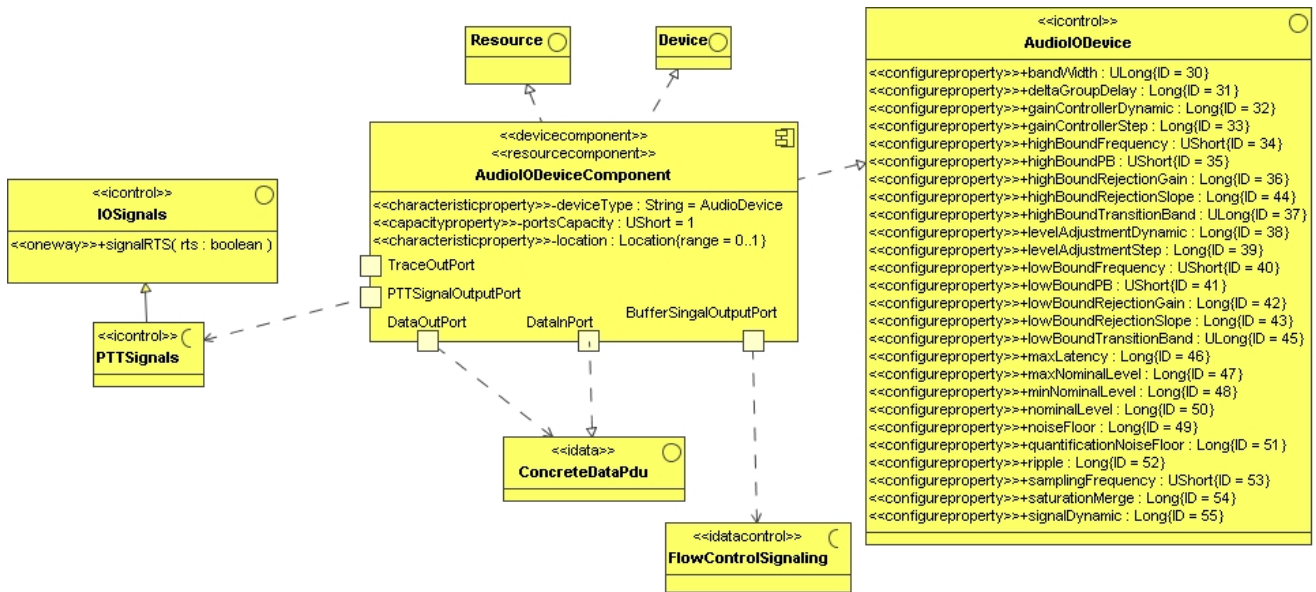 Resource
Device
<<icontrol>>
AudioIODevice
<<configureproperty>>+bandWidth : ULong{ID = 30}
<<configureproperty>>+deltaGroupDelay : Long{ID = 31}
<<configureproperty>>+gainControllerDynamic : Long{ID = 32}
<<configureproperty>>+gainControllerStep : Long{ID = 33}
<<configureproperty>>+highBoundFrequency : UShort{ID = 34}
<<configureproperty>>+highBoundPB : UShort{ID = 35}
<<configureproperty>>+highBoundRejectionGain : Long{ID = 36}
<<configureproperty>>+highBoundRejectionSlope : Long{ID = 44}
<<configureproperty>>+highBoundTransitionBand : ULong{ID = 37}
<<configureproperty>>+levelAdjustmentDynamic : Long{ID = 38}
<<configureproperty>>+levelAdjustmentStep : Long{ID = 39}
<<configureproperty>>+lowBoundFrequency : UShort{ID = 40}
<<configureproperty>>+lowBoundPB : UShort{ID = 41}
<<configureproperty>>+lowBoundRejectionGain : Long{ID = 42}
<<configureproperty>>+lowBoundRejectionSlope : Long{ID = 43}
<<configureproperty>>+lowBoundTransitionBand : ULong{ID = 45}
<<configureproperty>>+maxLatency : Long{ID = 46}
<<configureproperty>>+maxNominalLevel : Long{ID = 47}
<<configureproperty>>+minNominalLevel : Long{ID = 48}
<<configureproperty>>+nominalLevel : Long{ID = 50}
<<configureproperty>>+noiseFloor : Long{ID = 49}
<<configureproperty>>+quantificationNoiseFloor : Long{ID = 51}
<<configureproperty>>+ripple : Long{ID = 52}
<<configureproperty>>+samplingFrequency : UShort{ID = 53}
<<configureproperty>>+saturationMerge : Long{ID = 54}
<<configureproperty>>+signalDynamic : Long{ID = 55}
<<devicecomponent>>
<<resourcecomponent>>
AudioIODeviceComponent
<<characteristicproperty>>-deviceType : String = AudioDevice
<<capacityproperty>>-portsCapacity : UShort = 1
<<characteristicproperty>>-location : Location{range = 0..1}
TraceOutPort
PTTSignalOutputPort
DataOutPort
DataInPort
BufferSingalOutputPort
<<icontrol>>
IOSignals
<<oneway>>+signalRTS( rts : boolean )
<<icontrol>>
PTTSignals
<<idata>>
ConcreteDataPdu
<<idatacontrol>>
FlowControlSignaling